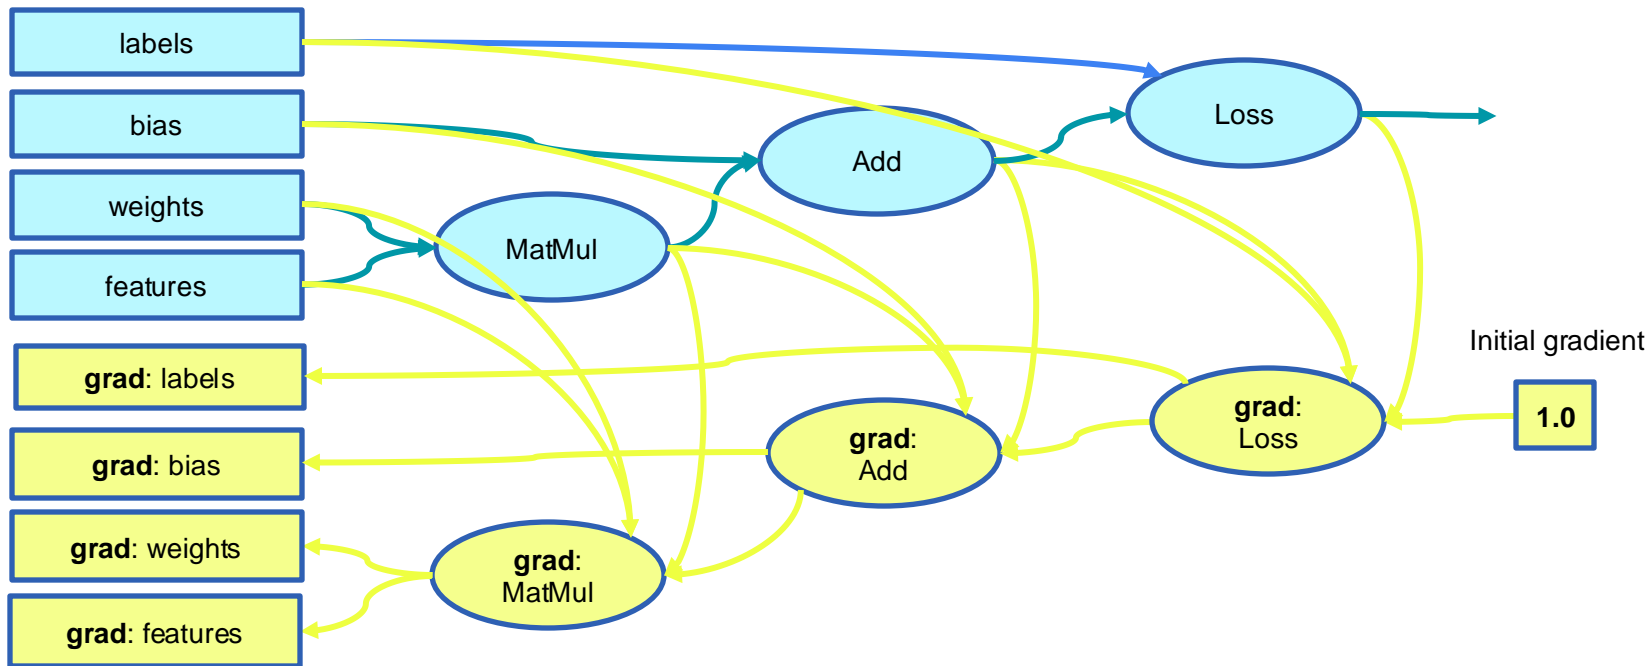 labels
bias
weights
features
MatMul
Add
Loss
grad: labels
grad: bias
grad: weights
grad: features
grad:
MatMul
grad:
Add
grad:
Loss
Initial gradient
1.0